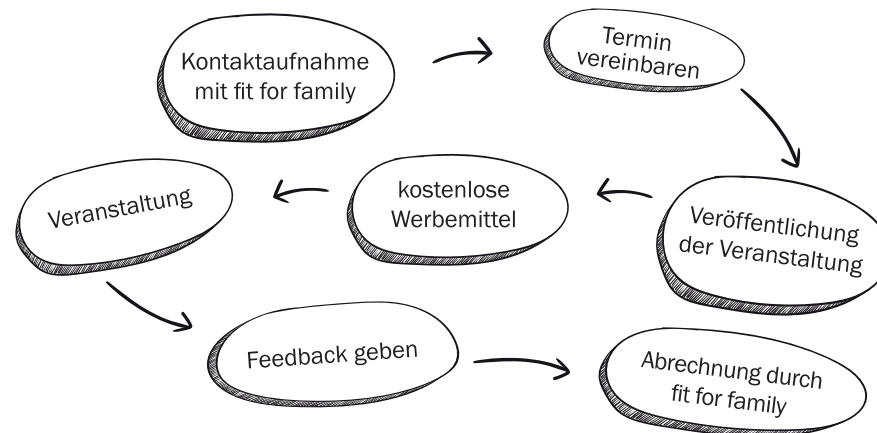 Kontaktaufnahme
mit fit for family
Termin
vereinbaren
Veröffentlichung
der Veranstaltung
kostenlose
Werbemittel
Veranstaltung
Feedback geben
Abrechnung durch
fit for family